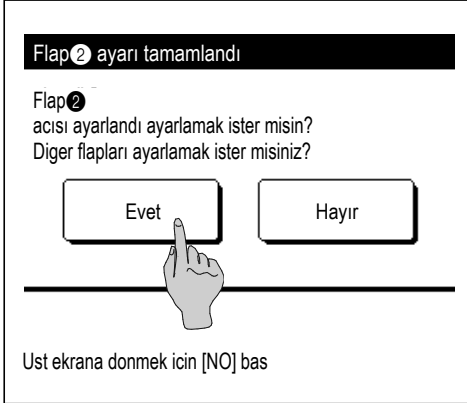 Flap❷ ayarı tamamlandı
Flap❷
acısı ayarlandı ayarlamak ister misin?
Diger flapları ayarlamak ister misiniz?
Evet
Hayır
Ust ekrana donmek icin [NO] bas